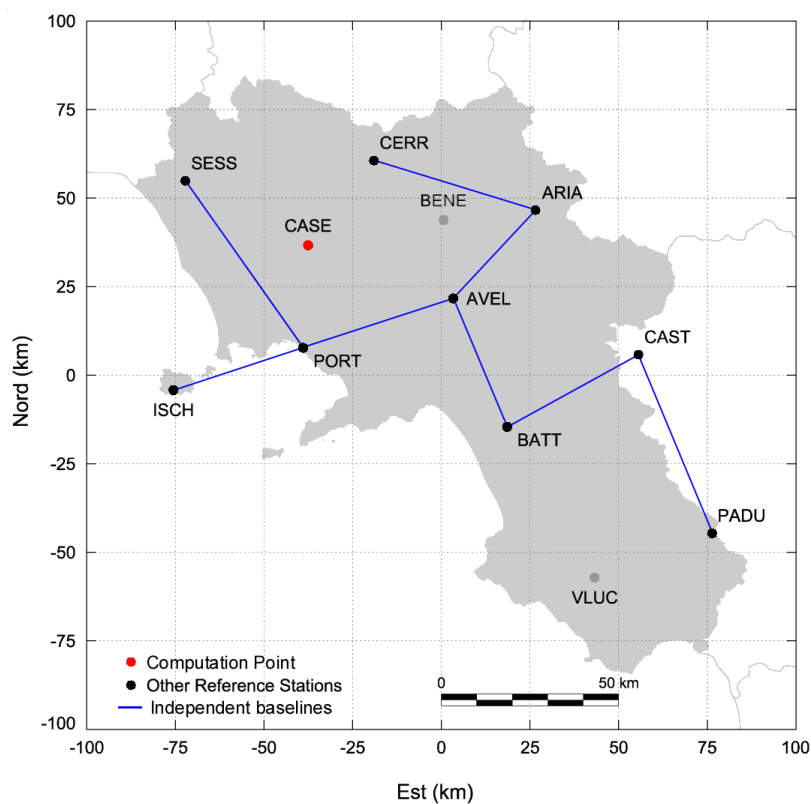 100
75
50
25
0
-25
-50
-75
-100
Nord (km)
CERR
SESS
ARIA
BENE
CASE
AVEL
CAST
PORT
ISCH
BATT
PADU
VLUC
Computation Point
Other Reference Stations
Independent baselines
0 50 km
-100 -75 -50 -25 0 25 50 75 100
Est (km)